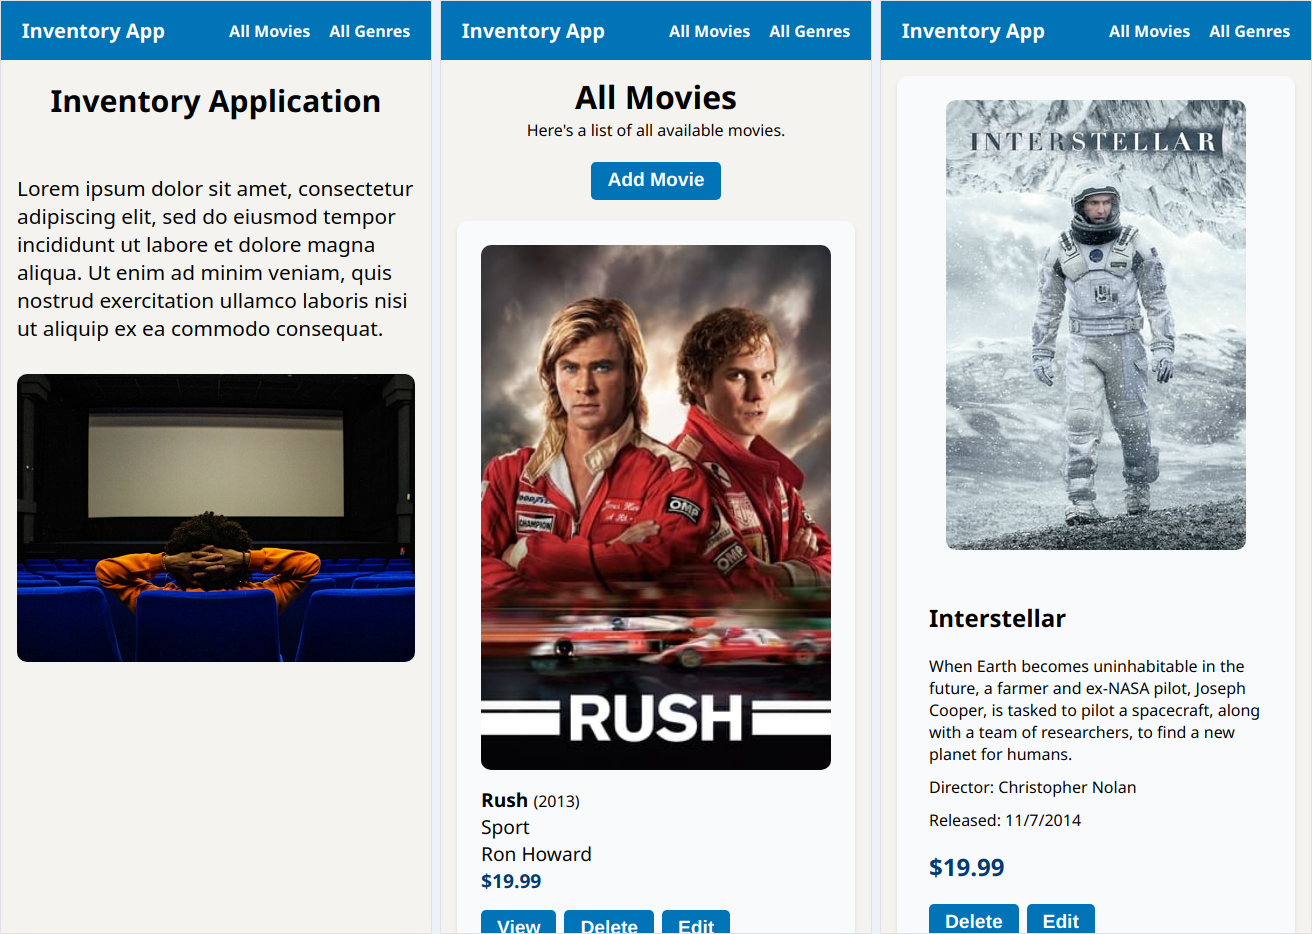 Inventory App All Movies All Genres
Inventory Application
Lorem ipsum dolor sit amet, consectetur
adipiscing elit, sed do eiusmod tempor
incididunt ut labore et dolore magna
aliqua. Ut enim ad minim veniam, quis
nostrud exercitation ullamco laboris nisi
ut aliquip ex ea commodo consequat.
Inventory App All Movies All Genres
All Movies
Here's a list of all available movies.
Add Movie
CHAMPION
OMP
OMP
RUSH
Rush (2013)
Sport
Ron Howard
$19.99
View Delete Edit
Inventory App All Movies All Genres
INTERSTELLAR
Interstellar
When Earth becomes uninhabitable in the
future, a farmer and ex-NASA pilot, Joseph
Cooper, is tasked to pilot a spacecraft, along
with a team of researchers, to find a new
planet for humans.
Director: Christopher Nolan
Released: 11/7/2014
$19.99
Delete Edit